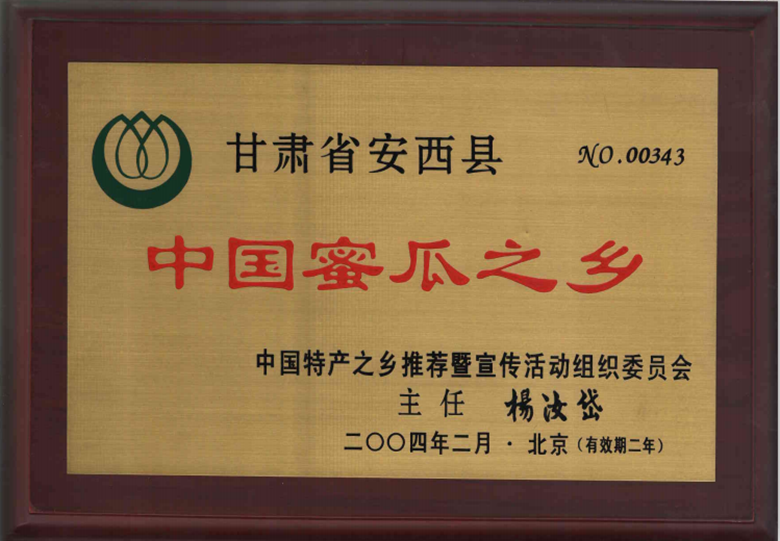 甘肃省安西县 NO.00343
中国蜜瓜之乡
中国特产之乡推荐暨宣传活动组织委员会
主任 楊汝岱
二〇〇四年二月·北京（有效期二年）